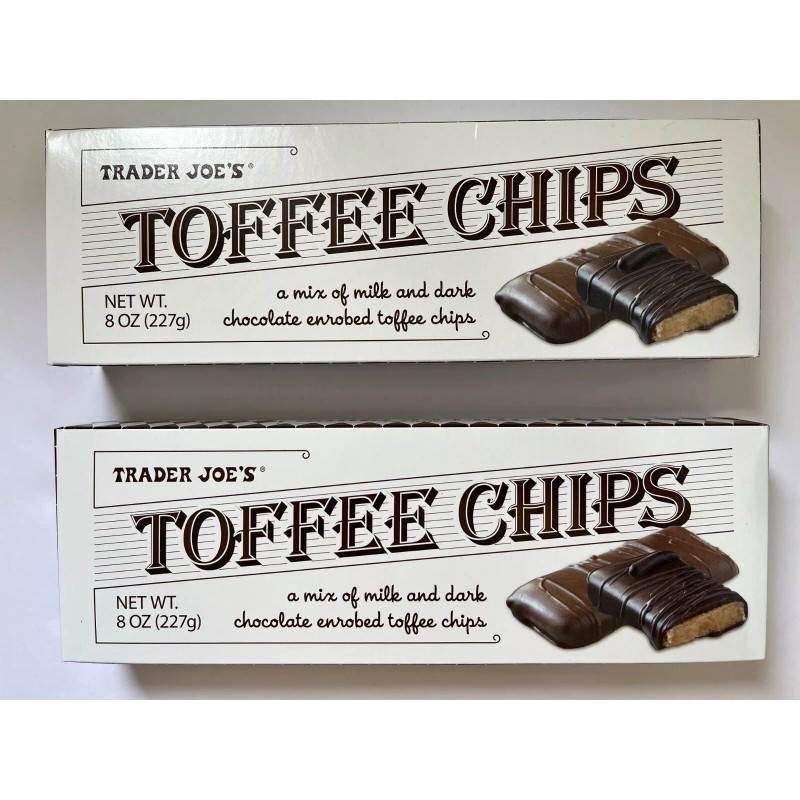 TRADER JOE'S®
TOFFEE CHIPS
NET WT.
8 OZ (227g)
a mix of milk and dark
chocolate enrobed toffee chips
TRADER JOE'S®
TOFFEE CHIPS
NET WT.
8 OZ (227g)
a mix of milk and dark
chocolate enrobed toffee chips